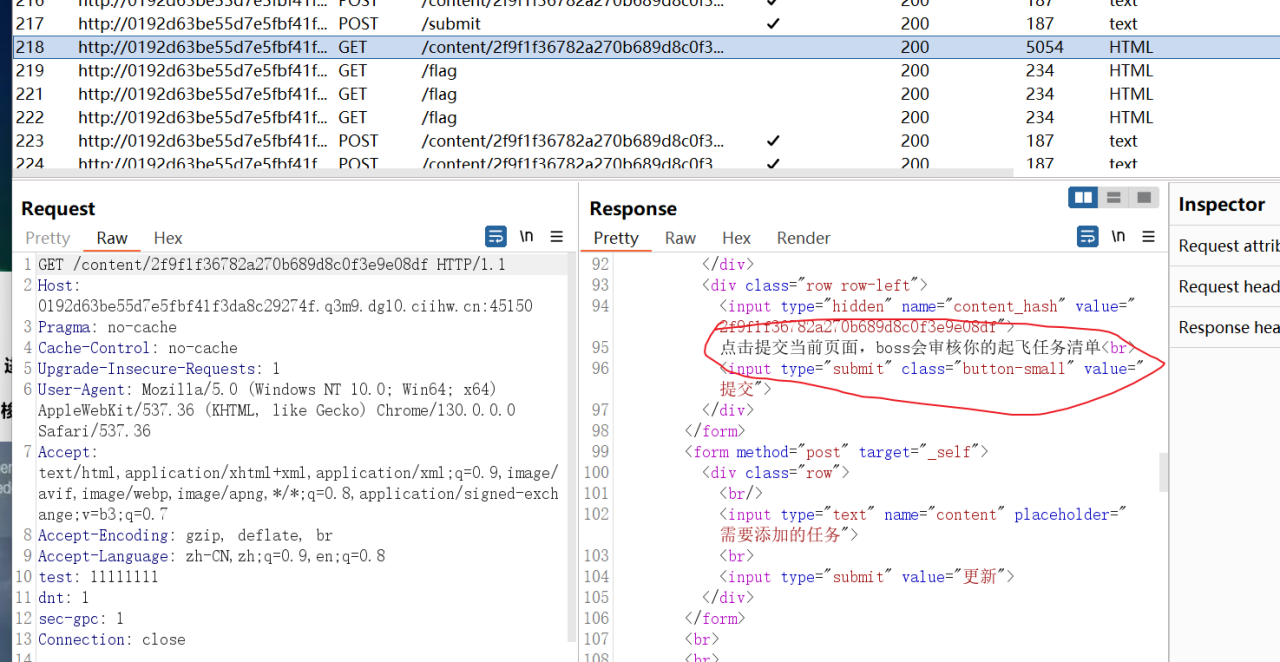 216 http://0192d63be55d7e5fbf41f... POST /content/2f9f1f36782a270b689d8c0f3... ✓ 200 187 text
217 http://0192d63be55d7e5fbf41f... POST /submit ✓ 200 187 text
218 http://0192d63be55d7e5fbf41f... GET /content/2f9f1f36782a270b689d8c0f3... 200 5054 HTML
219 http://0192d63be55d7e5fbf41f... GET /flag 200 234 HTML
221 http://0192d63be55d7e5fbf41f... GET /flag 200 234 HTML
222 http://0192d63be55d7e5fbf41f... GET /flag 200 234 HTML
223 http://0192d63be55d7e5fbf41f... POST /content/2f9f1f36782a270b689d8c0f3... ✓ 200 187 text
224 http://0192d63be55d7e5fbf41f... POST /content/2f9f1f36782a270b689d8c0f3... ✓ 200 187 text
Request
Pretty Raw Hex \n
1 GET /content/2f9f1f36782a270b689d8c0f3e9e08df HTTP/1.1
2 Host:
0192d63be55d7e5fbf41f3da8c29274f.q3m9.dg10.ciihw.cn:45150
3 Pragma: no-cache
4 Cache-Control: no-cache
5 Upgrade-Insecure-Requests: 1
6 User-Agent: Mozilla/5.0 (Windows NT 10.0; Win64; x64)
AppleWebKit/537.36 (KHTML, like Gecko) Chrome/130.0.0.0
Safari/537.36
7 Accept:
text/html,application/xhtml+xml,application/xml;q=0.9,image/
avif,image/webp,image/apng,*/*;q=0.8,application/signed-exch
ange;v=b3;q=0.7
8 Accept-Encoding: gzip, deflate, br
9 Accept-Language: zh-CN,zh;q=0.9,en;q=0.8
10 test: 11111111
11 dnt: 1
12 sec-gpc: 1
13 Connection: close
14
Response
Pretty Raw Hex Render \n
92 </div>
93 <div class="row row-left">
94 <input type="hidden" name="content_hash" value="
2f9f1f36782a270b689d8c0f3e9e08df">
95 点击提交当前页面，boss会审核你的起飞任务清单<br>
96 <input type="submit" class="button-small" value="
提交">
97 </div>
98 </form>
99 <form method="post" target="_self">
100 <div class="row">
101 <br/>
102 <input type="text" name="content" placeholder="
需要添加的任务">
103 <br>
104 <input type="submit" value="更新">
105 </div>
106 </form>
107 <br>
108 <br>
Inspector
Request attrib
Request head
Response hea